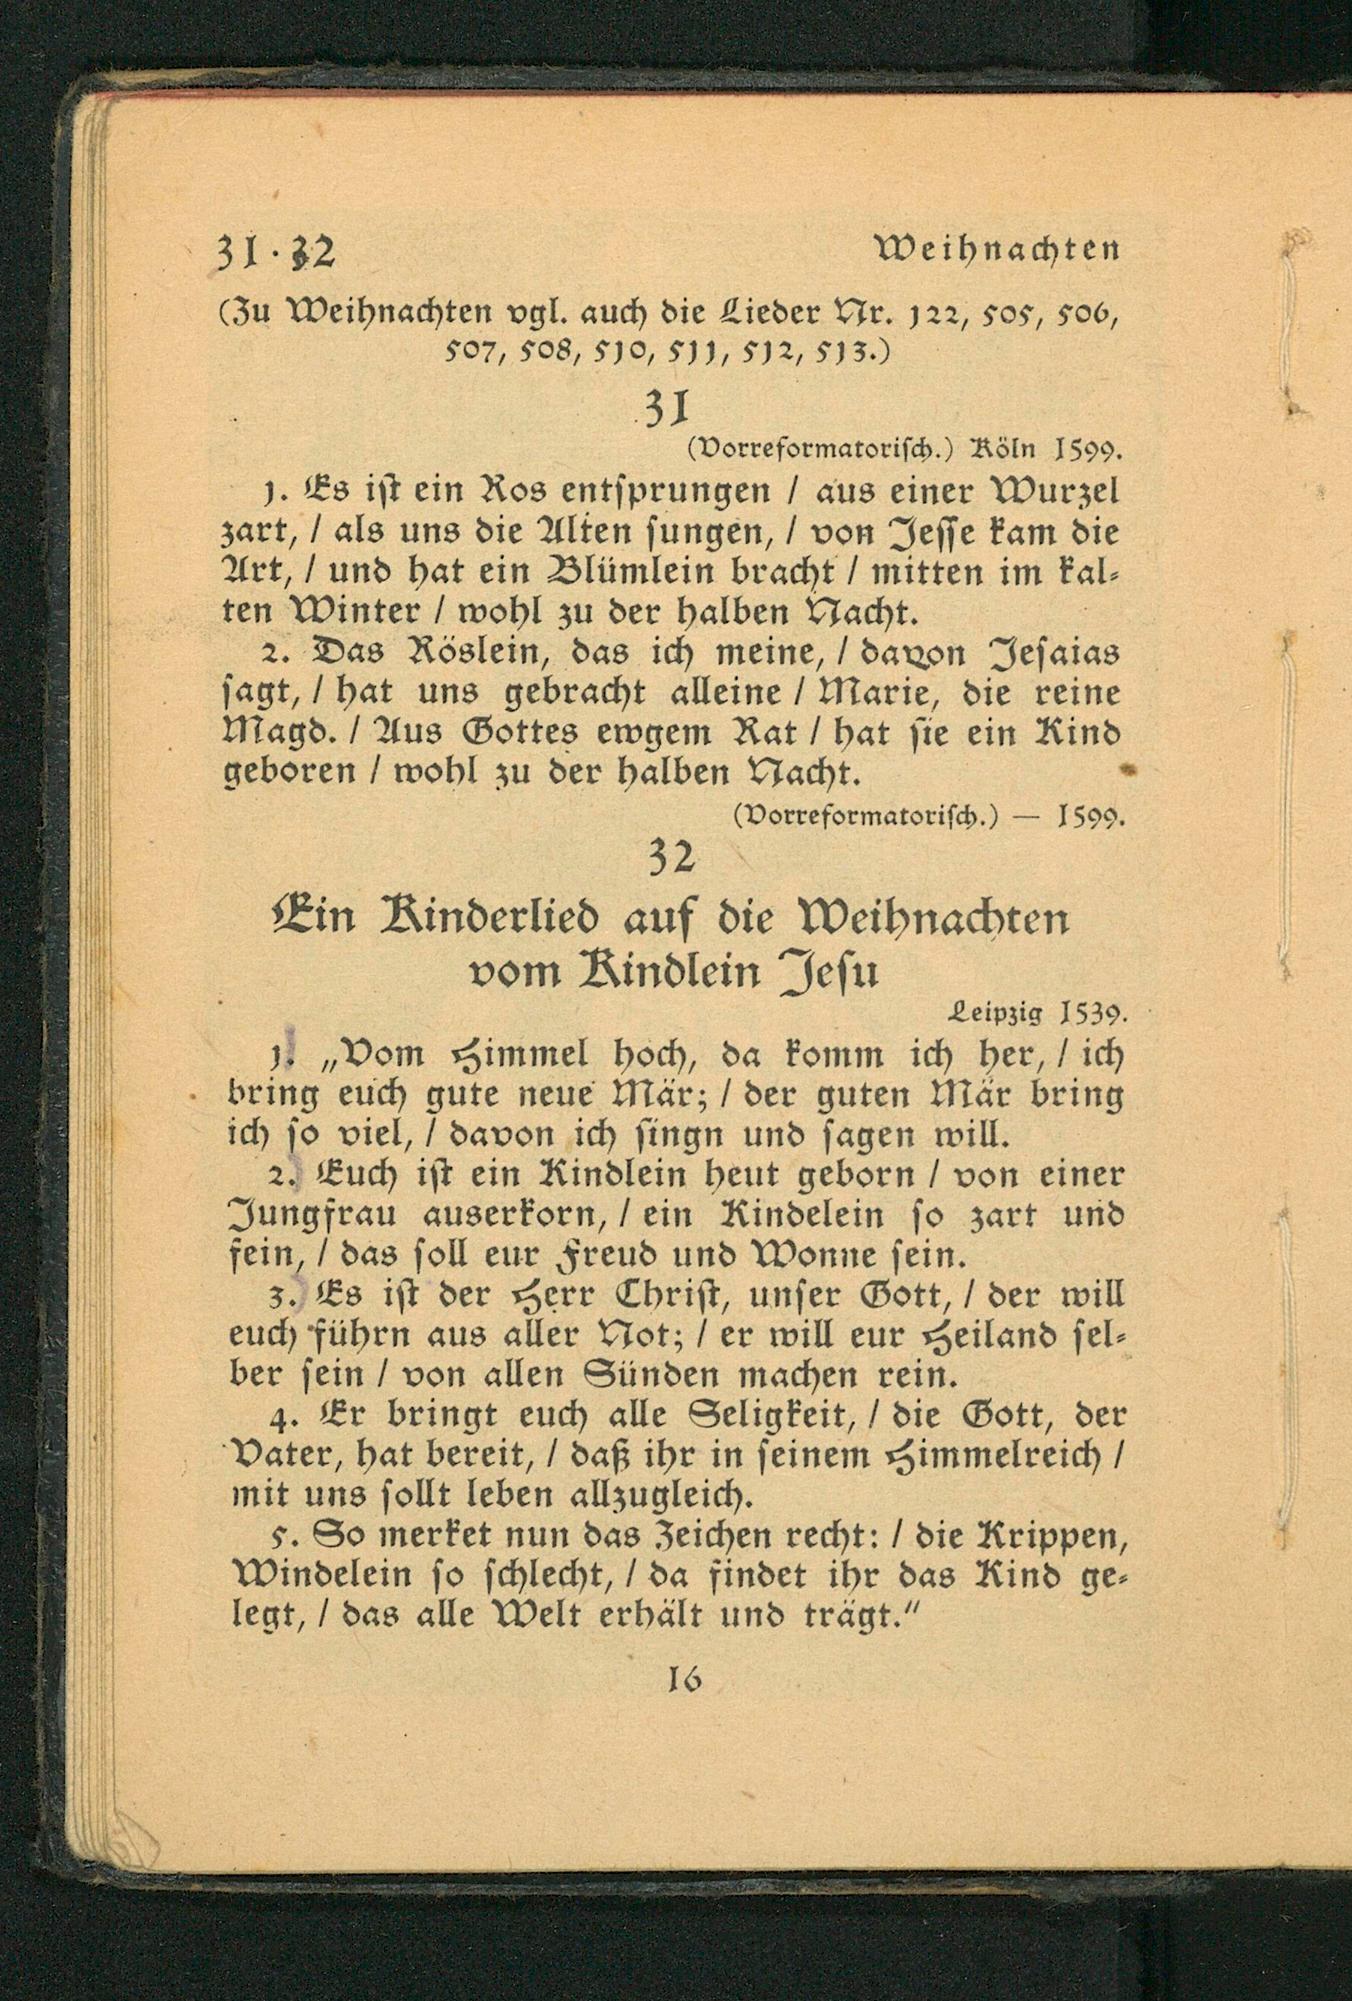 31 · 32 Weihnachten
(Zu Weihnachten vgl. auch die Lieder Nr. 122, 505, 506,
507, 508, 510, 511, 512, 513.)
31
(Vorreformatorisch.) Köln 1599.
1. Es ist ein Ros entsprungen / aus einer Wurzel
zart, / als uns die Alten sungen, / von Jesse kam die
Art, / und hat ein Blümlein bracht / mitten im kal-
ten Winter / wohl zu der halben Nacht.
2. Das Röslein, das ich meine, / davon Jesaias
sagt, / hat uns gebracht alleine / Marie, die reine
Magd. / Aus Gottes ewgem Rat / hat sie ein Kind
geboren / wohl zu der halben Nacht.
(Vorreformatorisch.) — 1599.
32
Ein Kinderlied auf die Weihnachten
vom Kindlein Jesu
Leipzig 1539.
1. „Vom Himmel hoch, da komm ich her, / ich
bring euch gute neue Mär; / der guten Mär bring
ich so viel, / davon ich singn und sagen will.
2. Euch ist ein Kindlein heut geborn / von einer
Jungfrau auserkorn, / ein Kindelein so zart und
fein, / das soll eur Freud und Wonne sein.
3. Es ist der Herr Christ, unser Gott, / der will
euch führn aus aller Not; / er will eur Heiland sel-
ber sein / von allen Sünden machen rein.
4. Er bringt euch alle Seligkeit, / die Gott, der
Vater, hat bereit, / daß ihr in seinem Himmelreich /
mit uns sollt leben allzugleich.
5. So merket nun das Zeichen recht: / die Krippen,
Windelein so schlecht, / da findet ihr das Kind ge-
legt, / das alle Welt erhält und trägt.“
16